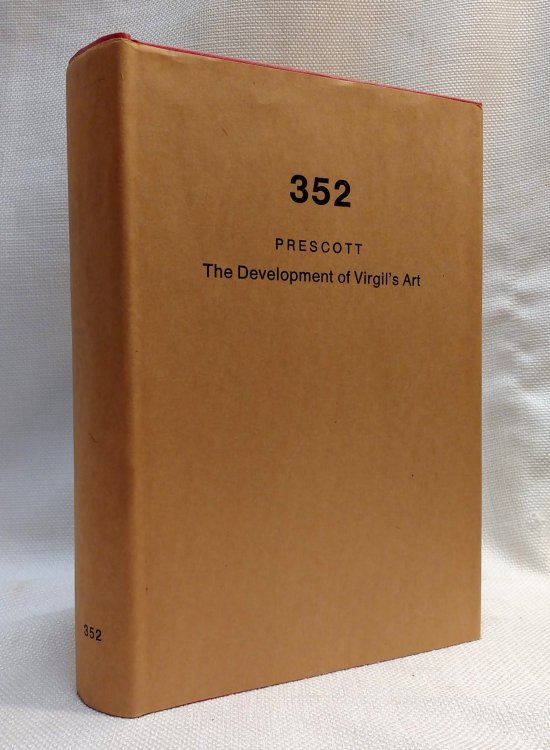 352
PRESCOTT
The Development of Virgil's Art
352